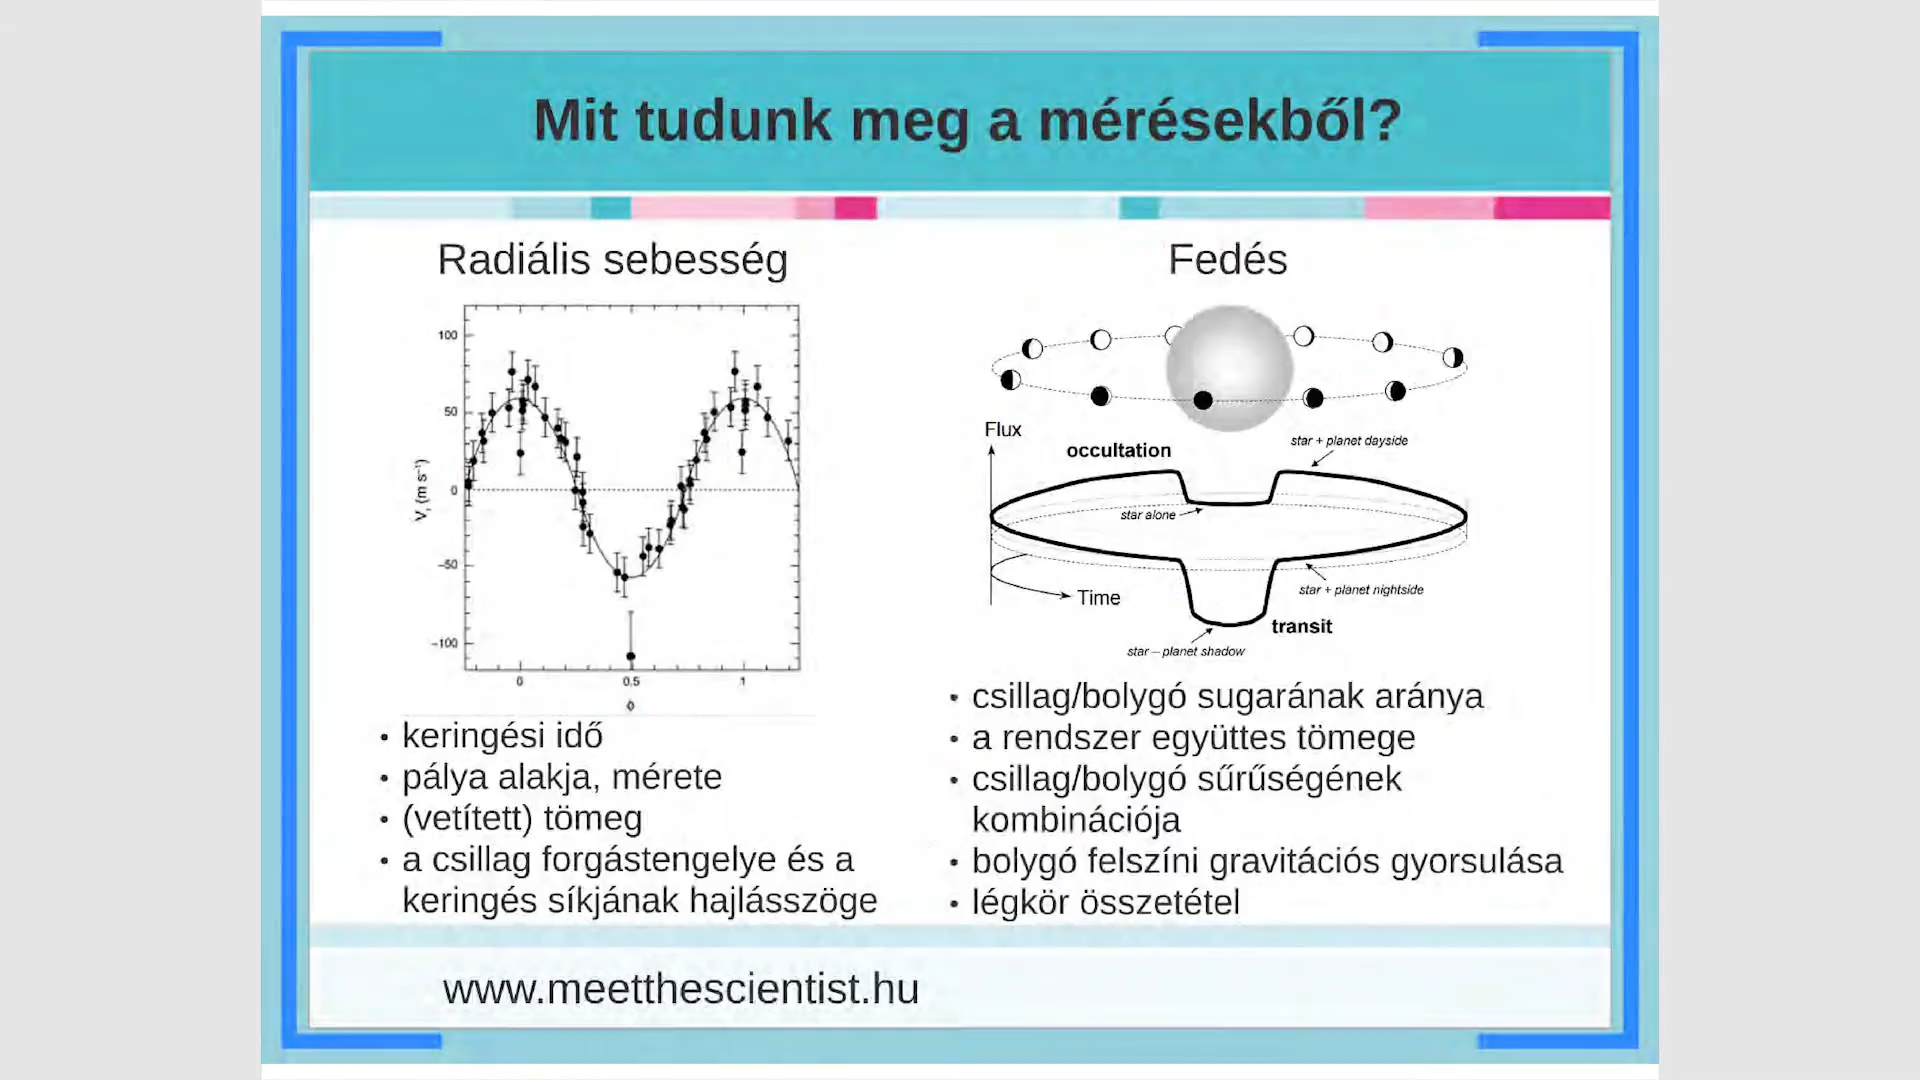 Mit tudunk meg a mérésekből?
Radiális sebesség
100
50
0
−50
−100
V, (m s⁻¹)
0
0.5
1
ϕ
• keringési idő
• pálya alakja, mérete
• (vetített) tömeg
• a csillag forgástengelye és a
keringés síkjának hajlásszöge
Fedés
Flux
occultation
star + planet dayside
star alone
star + planet nightside
Time
transit
star – planet shadow
• csillag/bolygó sugarának aránya
• a rendszer együttes tömege
• csillag/bolygó sűrűségének
kombinációja
• bolygó felszíni gravitációs gyorsulása
• légkör összetétel
www.meetthescientist.hu